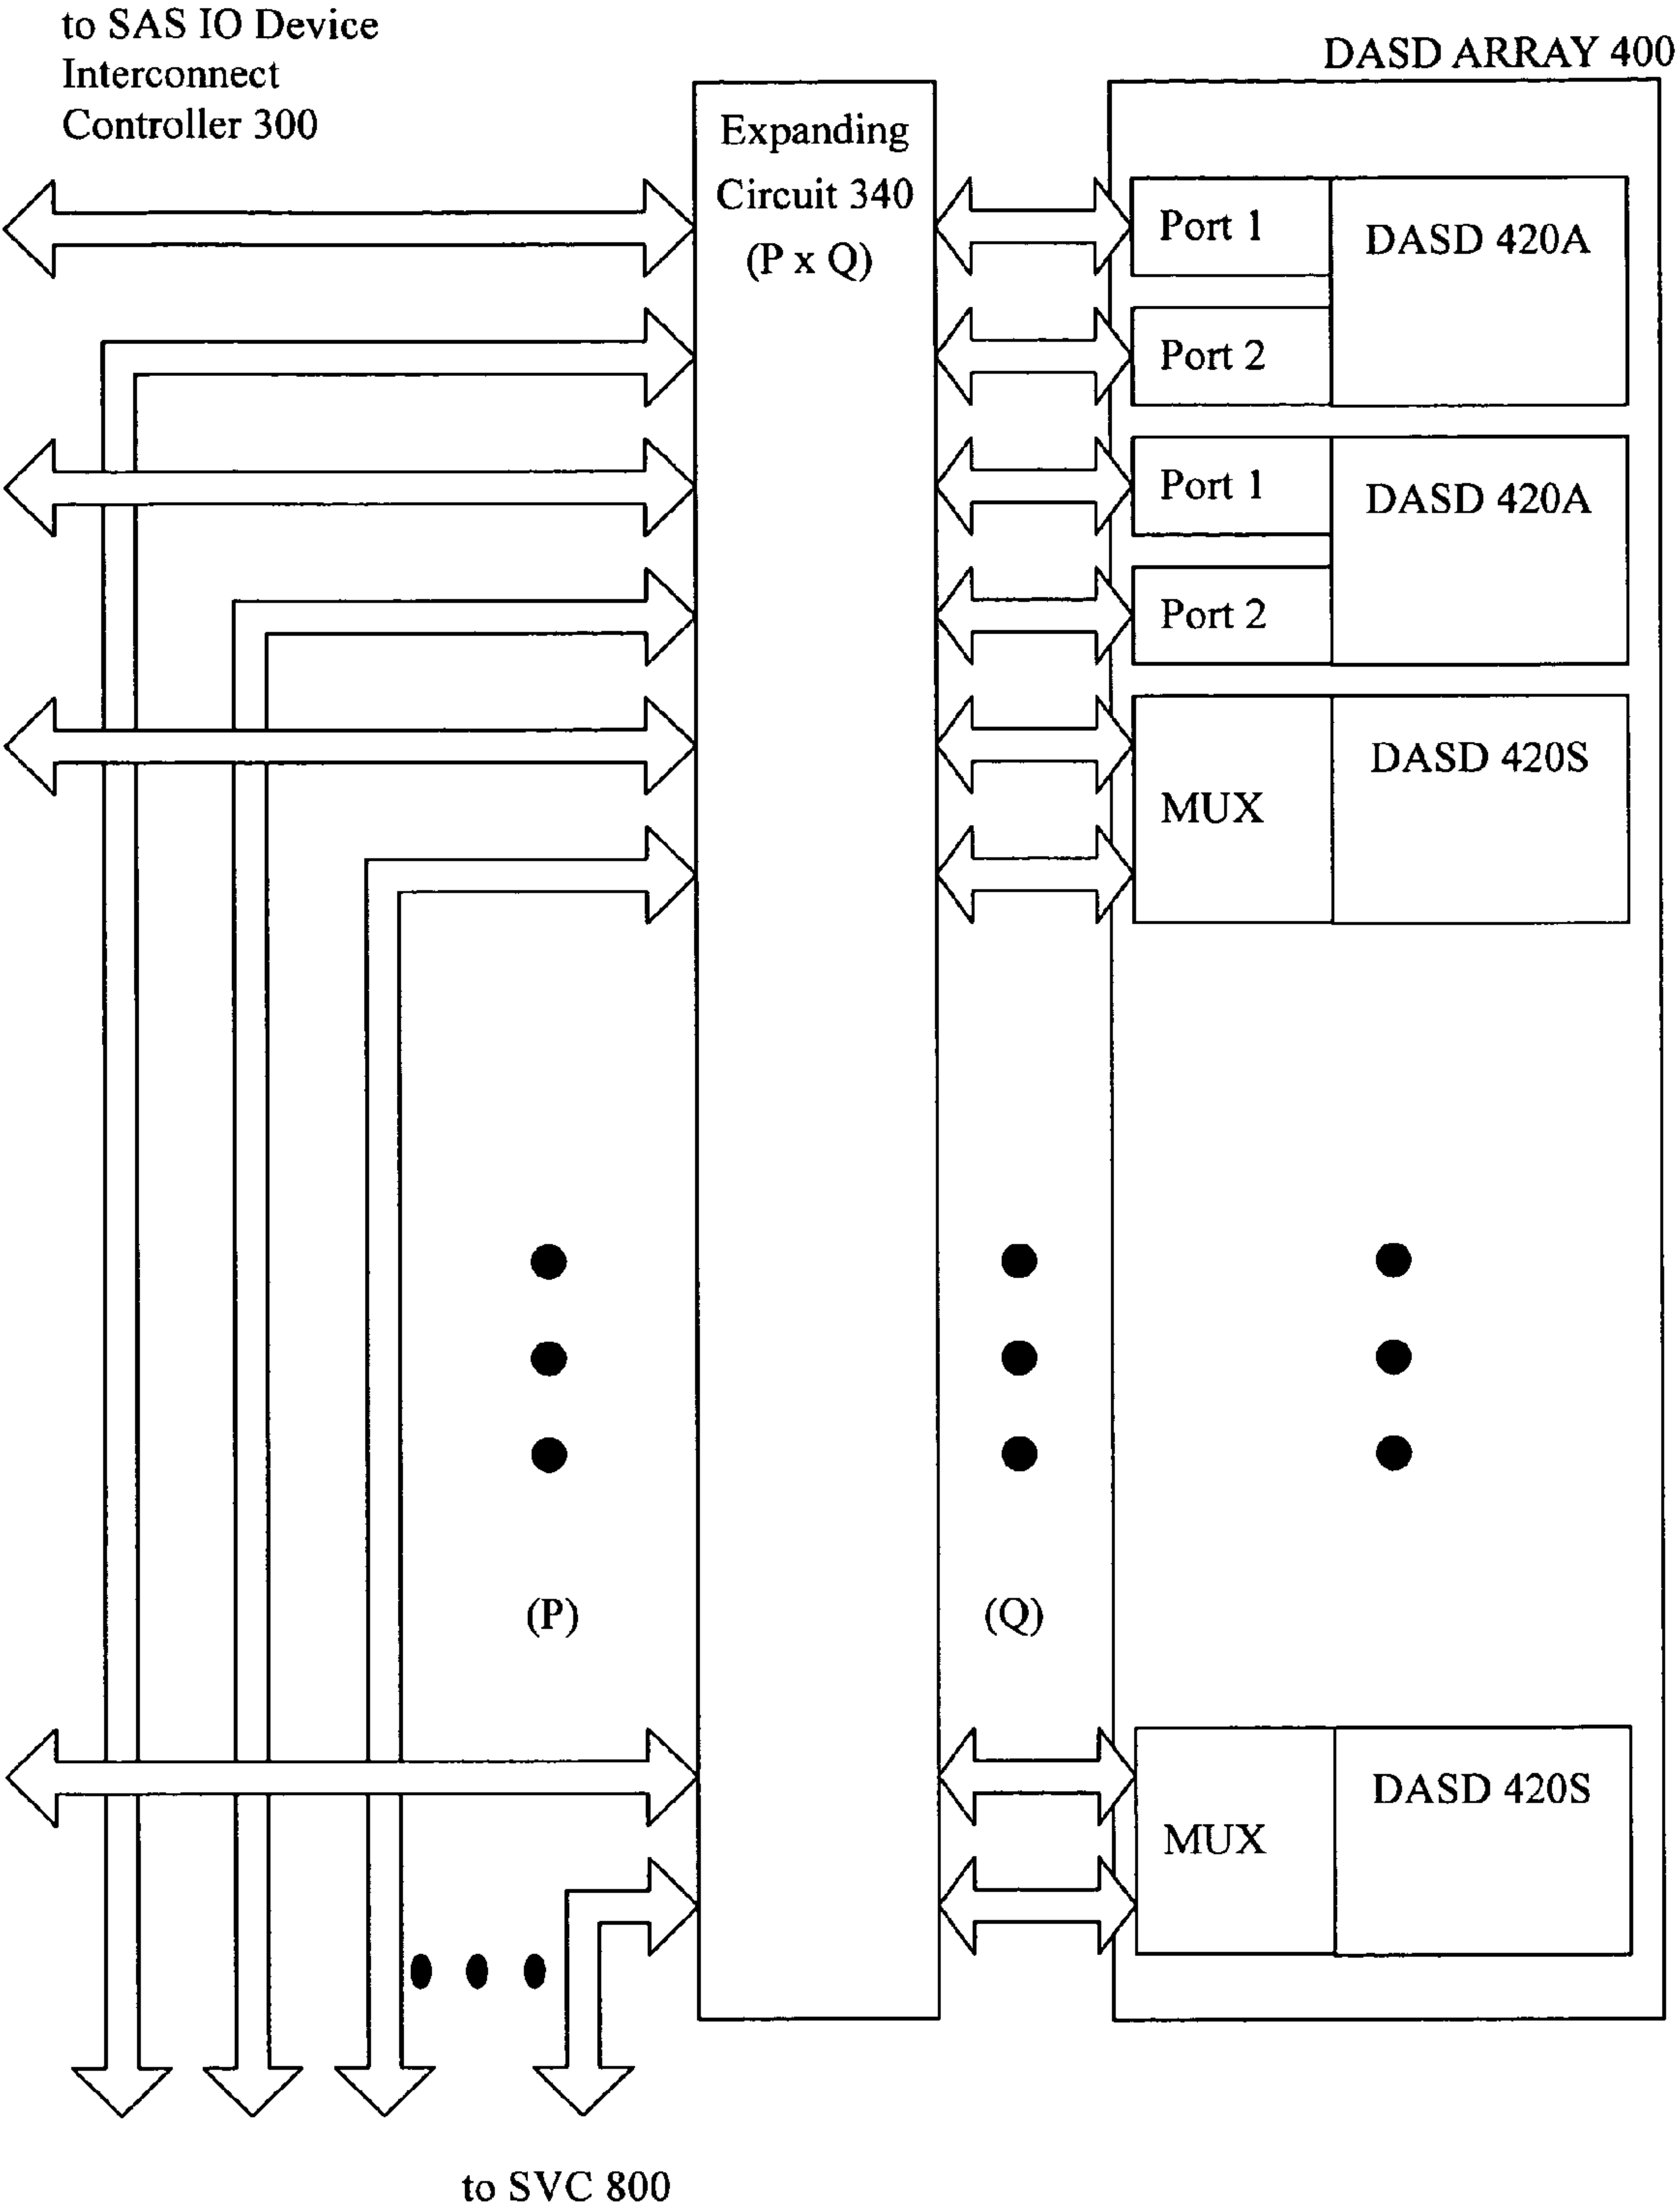 to SAS IO Device
Interconnect
Controller 300
DASD ARRAY 400
Expanding
Circuit 340
(P x Q)
Port 1
DASD 420A
Port 2
Port 1
DASD 420A
Port 2
DASD 420S
MUX
(P)
(Q)
DASD 420S
MUX
to SVC 800